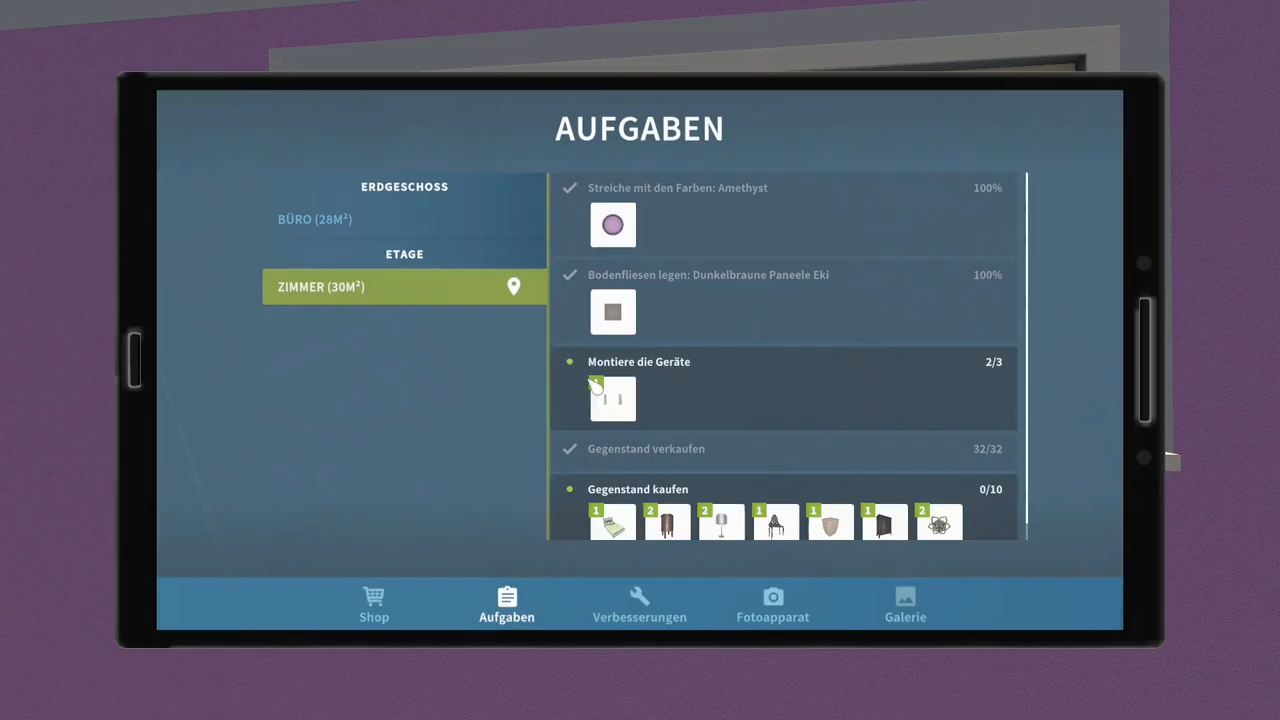 AUFGABEN
ERDGESCHOSS
BÜRO (28M²)
ETAGE
ZIMMER (30M²)
Streiche mit den Farben: Amethyst 100%
Bodenfliesen legen: Dunkelbraune Paneele Eki 100%
Montiere die Geräte 2/3
Gegenstand verkaufen 32/32
Gegenstand kaufen 0/10
1 2 2 1 1 1 2
Shop Aufgaben Verbesserungen Fotoapparat Galerie